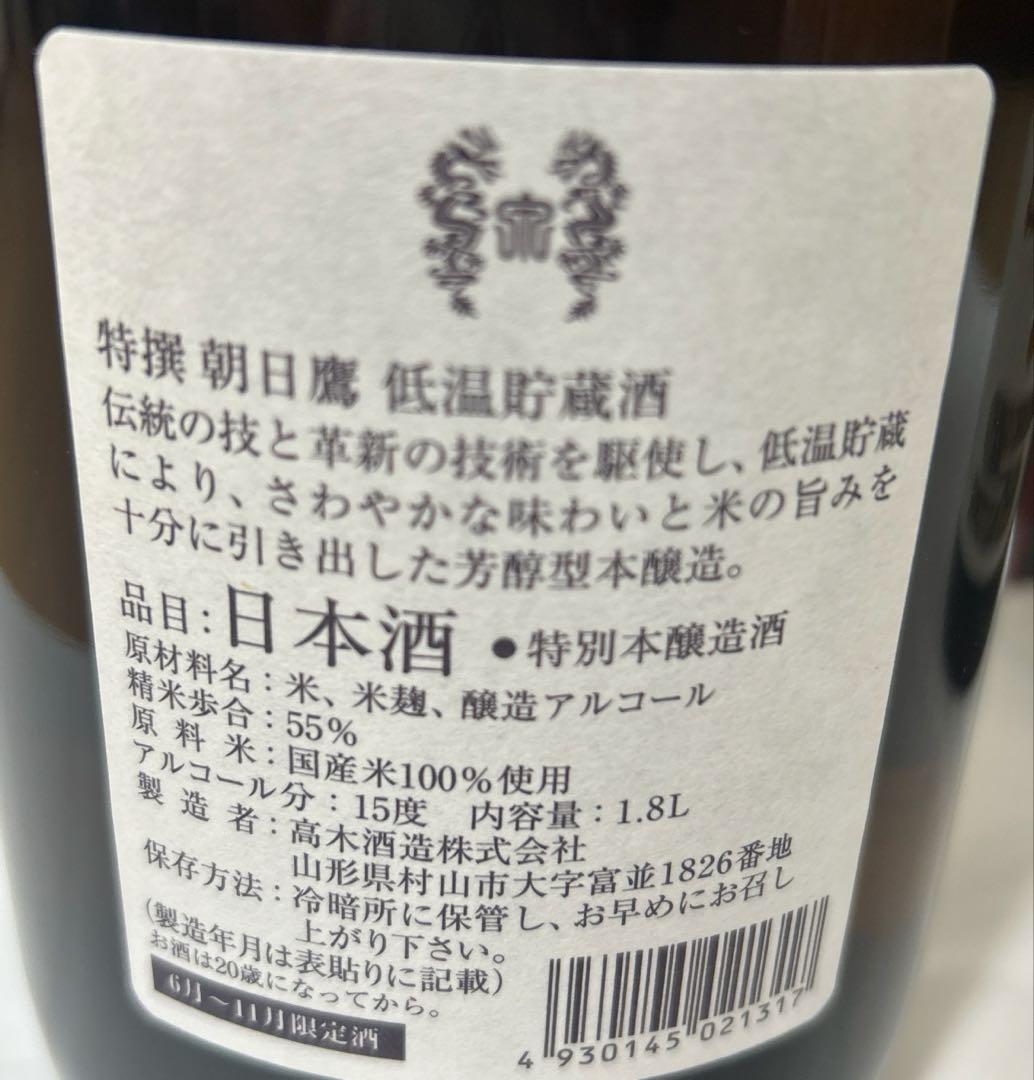 特撰 朝日鷹 低温貯蔵酒
伝統の技と革新の技術を駆使し、低温貯蔵
により、さわやかな味わいと米の旨みを
十分に引き出した芳醇型本醸造。
品目：日本酒 ●特別本醸造酒
原材料名：米、米麹、醸造アルコール
精米歩合：55%
原料米：国産米100%使用
アルコール分：15度 内容量：1.8L
製造者：高木酒造株式会社
山形県村山市大字富並1826番地
保存方法：冷暗所に保管し、お早めにお召し
上がり下さい。
(製造年月は表貼りに記載)
お酒は20歳になってから。
6月〜11月限定酒
4 930145 021317